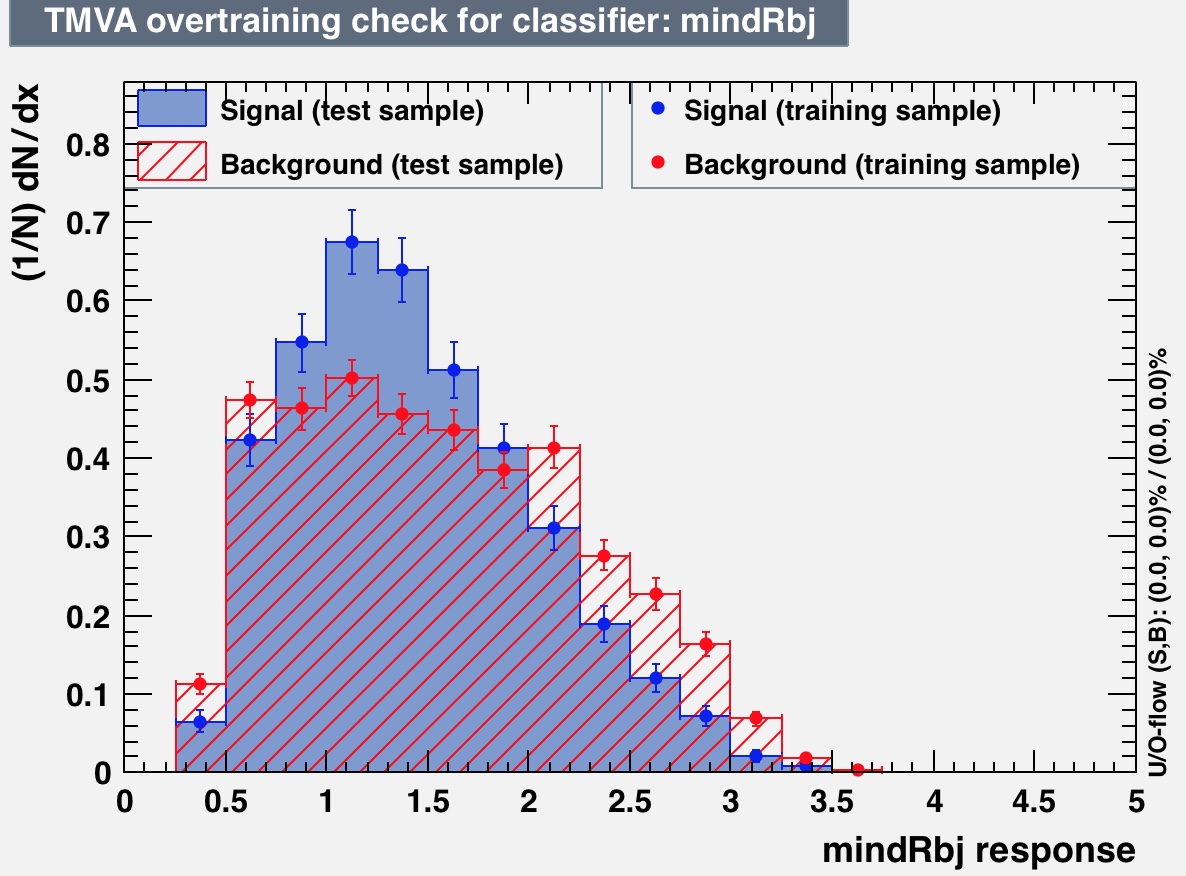 TMVA overtraining check for classifier: mindRbj
(1/N) dN/dx
Signal (test sample)
Background (test sample)
Signal (training sample)
Background (training sample)
0.8
0.7
0.6
0.5
0.4
0.3
0.2
0.1
0
0 0.5 1 1.5 2 2.5 3 3.5 4 4.5 5
mindRbj response
U/O-flow (S,B): (0.0, 0.0)% / (0.0, 0.0)%